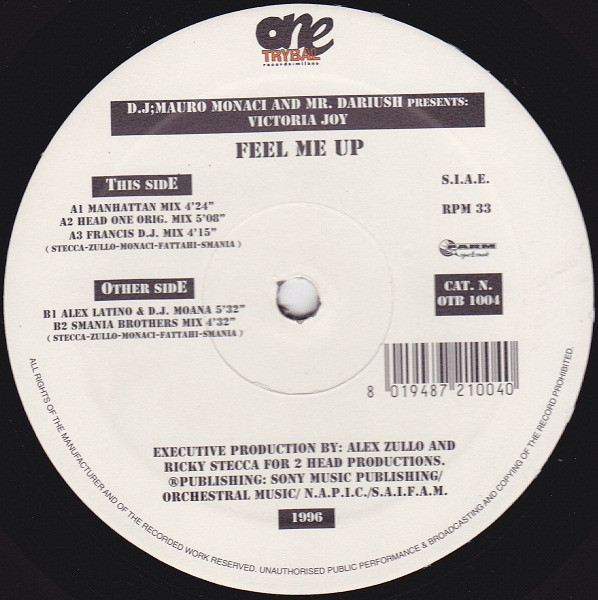 one
TRYBAL
records:milano
D.J;MAURO MONACI AND MR. DARIUSH PRESENTS:
VICTORIA JOY
FEEL ME UP
THIS SIDE
A1 MANHATTAN MIX 4'24"
A2 HEAD ONE ORIG. MIX 5'08"
A3 FRANCIS D.J. MIX 4'15"
( STECCA-ZULLO-MONACI-FATTAHI-SMANIA )
S.I.A.E.
RPM 33
FARM
OTHER SIDE
B1 ALEX LATINO & D.J. MOANA 5'32"
B2 SMANIA BROTHERS MIX 4'32"
( STECCA-ZULLO-MONACI-FATTAHI-SMANIA )
CAT. N.
OTB 1004
8 019487 210040
EXECUTIVE PRODUCTION BY: ALEX ZULLO AND
RICKY STECCA FOR 2 HEAD PRODUCTIONS.
®PUBLISHING: SONY MUSIC PUBLISHING/
ORCHESTRAL MUSIC/ N.A.P.I.C./S.A.I.F.A.M.
1996
ALL RIGHTS OF THE MANUFACTURER AND OF THE RECORDED WORK RESERVED. UNAUTHORISED PUBLIC PERFORMANCE & BROADCASTING AND COPYING OF THE RECORD PROHIBITED.